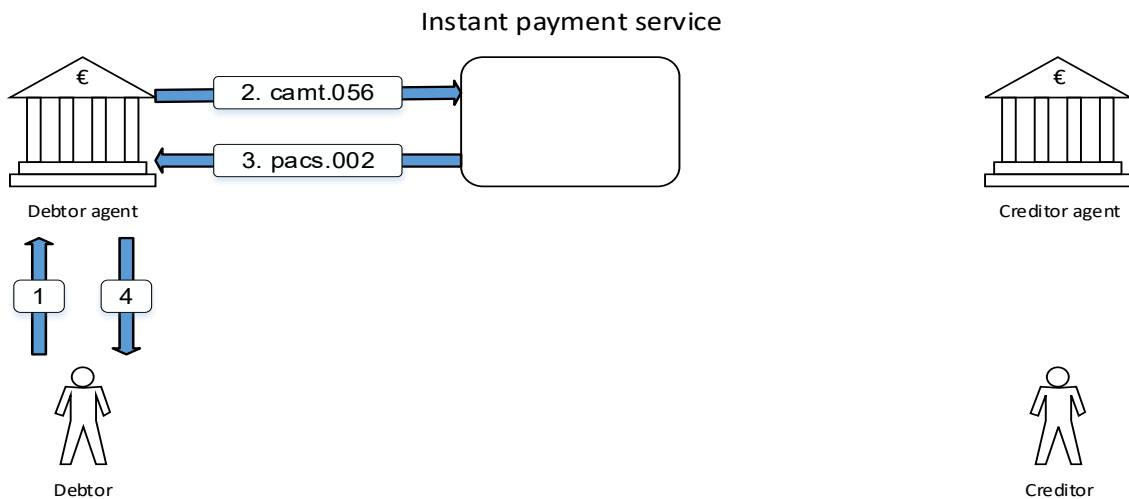 Instant payment service
€
€
2. camt.056
3. pacs.002
Debtor agent
Creditor agent
1
4
Debtor
Creditor